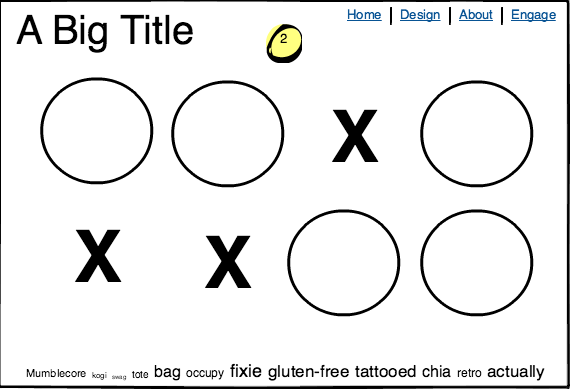 A Big Title
2
Home | Design | About | Engage
X
X X
Mumblecore kogi swag tote bag occupy fixie gluten-free tattooed chia retro actually